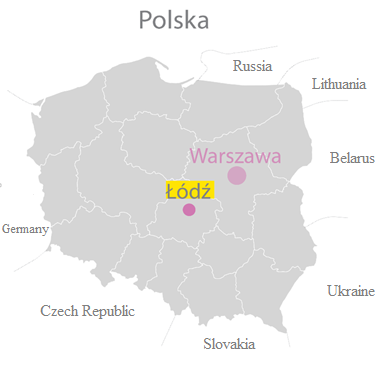 Polska
Russia
Lithuania
Warszawa
Belarus
Łódź
Germany
Ukraine
Czech Republic
Slovakia